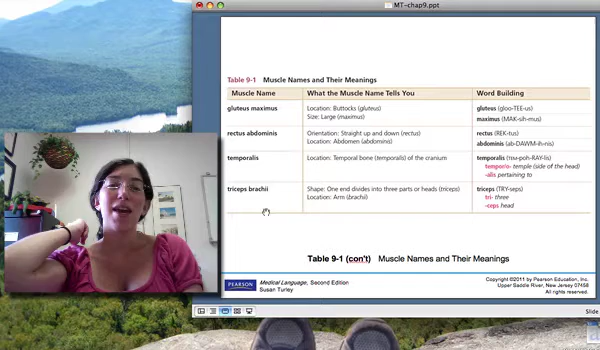 MT-chap9.ppt
Table 9-1 Muscle Names and Their Meanings
Muscle Name What the Muscle Name Tells You Word Building
gluteus maximus Location: Buttocks (gluteus) gluteus (gloo-TEE-us)
Size: Large (maximus) maximus (MAK-sih-mus)
rectus abdominis Orientation: Straight up and down (rectus) rectus (REK-tus)
Location: Abdomen (abdominis) abdominis (ab-DAWM-ih-nis)
temporalis Location: Temporal bone (temporalis) of the cranium temporalis (TEM-poh-RAY-lis)
tempor/o- temple (side of the head)
-alis pertaining to
triceps brachii Shape: One end divides into three parts or heads (triceps) triceps (TRY-seps)
Location: Arm (brachii) tri- three
-ceps head
Table 9-1 (con't) Muscle Names and Their Meanings
PEARSON
Medical Language, Second Edition
Susan Turley
Copyright ©2011 by Pearson Education, Inc.
Upper Saddle River, New Jersey 07458
All rights reserved.
Slide